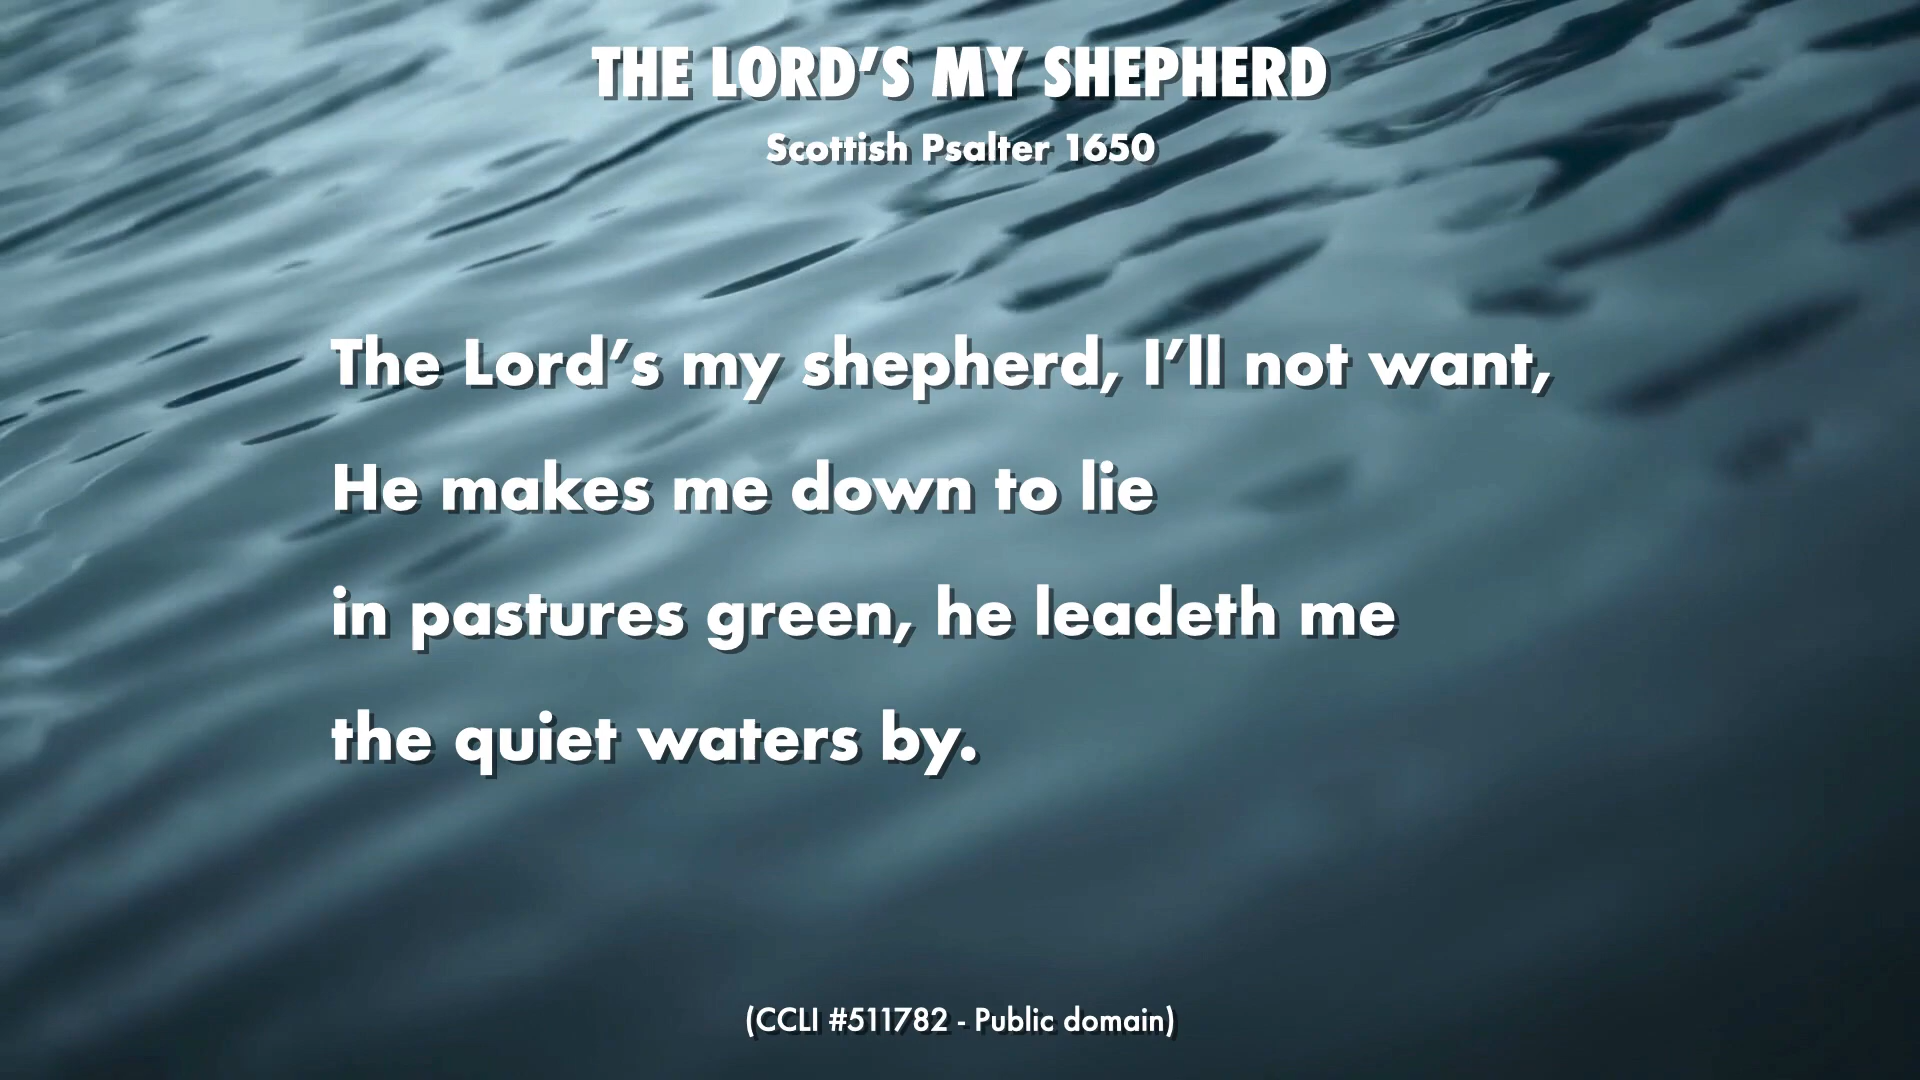 THE LORD’S MY SHEPHERD
Scottish Psalter 1650
The Lord’s my shepherd, I’ll not want,
He makes me down to lie
in pastures green, he leadeth me
the quiet waters by.
(CCLI #511782 - Public domain)